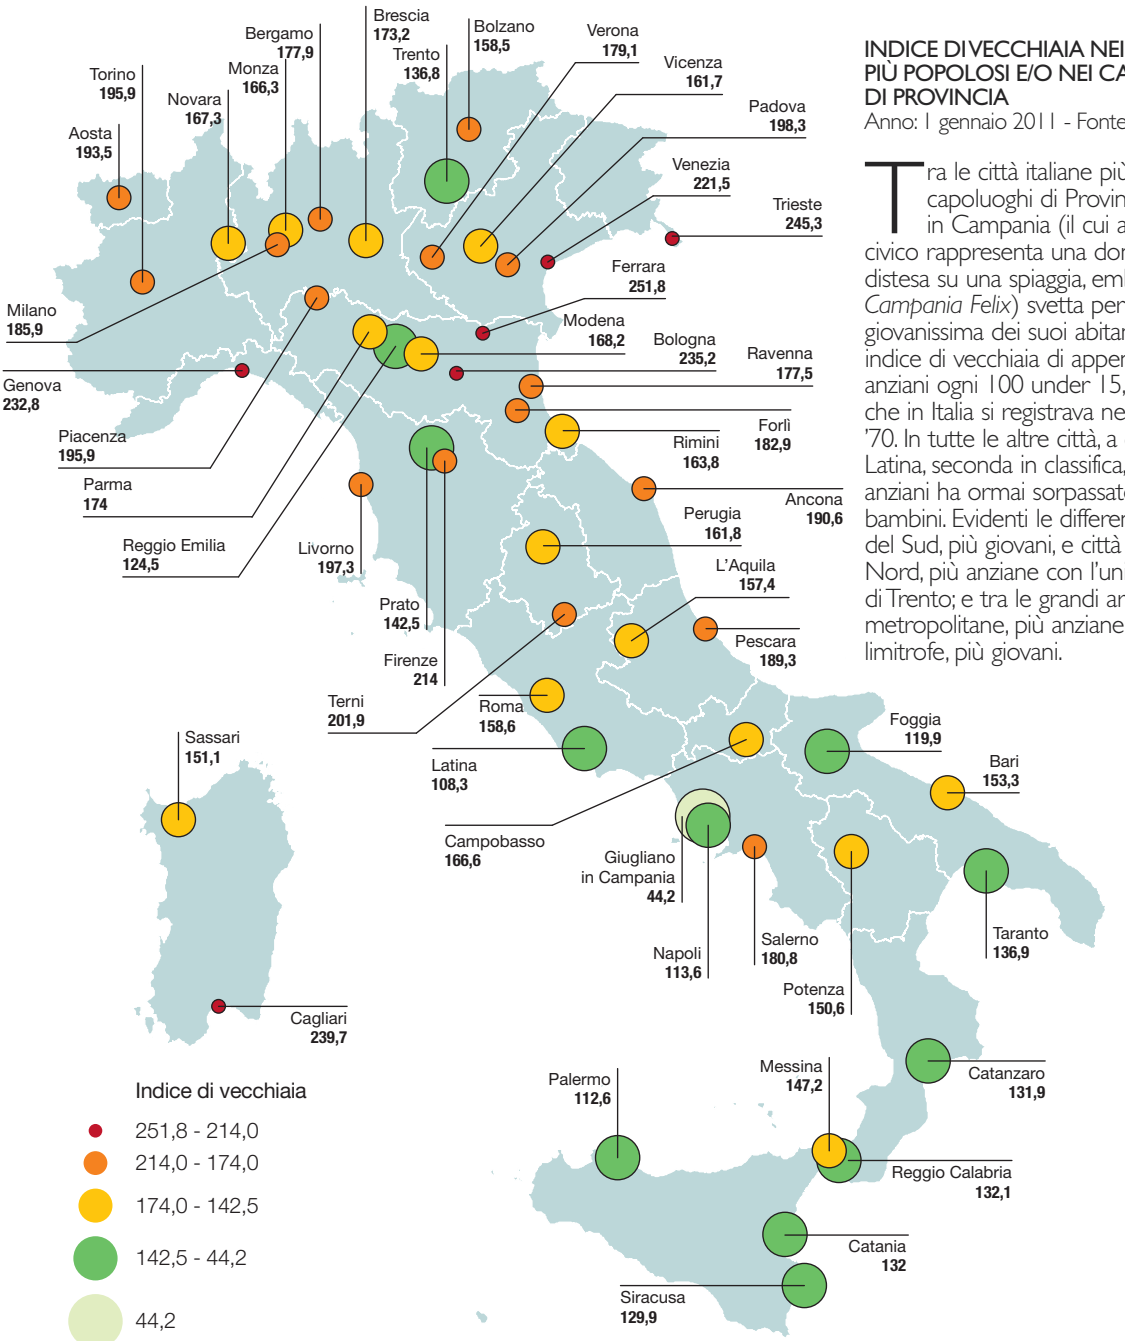 Brescia
173,2
Bergamo
177,9
Bolzano
158,5
Verona
179,1
Trento
136,8
Monza
166,3
Vicenza
161,7
Torino
195,9
Novara
167,3
Padova
198,3
Aosta
193,5
Venezia
221,5
Trieste
245,3
Ferrara
251,8
Milano
185,9
Modena
168,2
Bologna
235,2
Ravenna
177,5
Genova
232,8
Forlì
182,9
Piacenza
195,9
Rimini
163,8
Parma
174
Ancona
190,6
Perugia
161,8
Reggio Emilia
124,5
Livorno
197,3
L'Aquila
157,4
Prato
142,5
Pescara
189,3
Firenze
214
Terni
201,9
Roma
158,6
Foggia
119,9
Sassari
151,1
Latina
108,3
Bari
153,3
Campobasso
166,6
Giugliano
in Campania
44,2
Taranto
136,9
Napoli
113,6
Salerno
180,8
Potenza
150,6
Cagliari
239,7
Messina
147,2
Catanzaro
131,9
Palermo
112,6
Reggio Calabria
132,1
Catania
132
Siracusa
129,9
Indice di vecchiaia
251,8 - 214,0
214,0 - 174,0
174,0 - 142,5
142,5 - 44,2
44,2
INDICE DI VECCHIAIA NEI
PIÙ POPOLOSI E/O NEI CA
DI PROVINCIA
Anno: 1 gennaio 2011 - Fonte
Tra le città italiane più
capoluoghi di Provin
in Campania (il cui a
civico rappresenta una don
distesa su una spiaggia, em
Campania Felix) svetta per
giovanissima dei suoi abitan
indice di vecchiaia di appen
anziani ogni 100 under 15,
che in Italia si registrava ne
'70. In tutte le altre città, a
Latina, seconda in classifica,
anziani ha ormai sorpassato
bambini. Evidenti le differen
del Sud, più giovani, e città
Nord, più anziane con l'uni
di Trento; e tra le grandi ar
metropolitane, più anziane
limitrofe, più giovani.